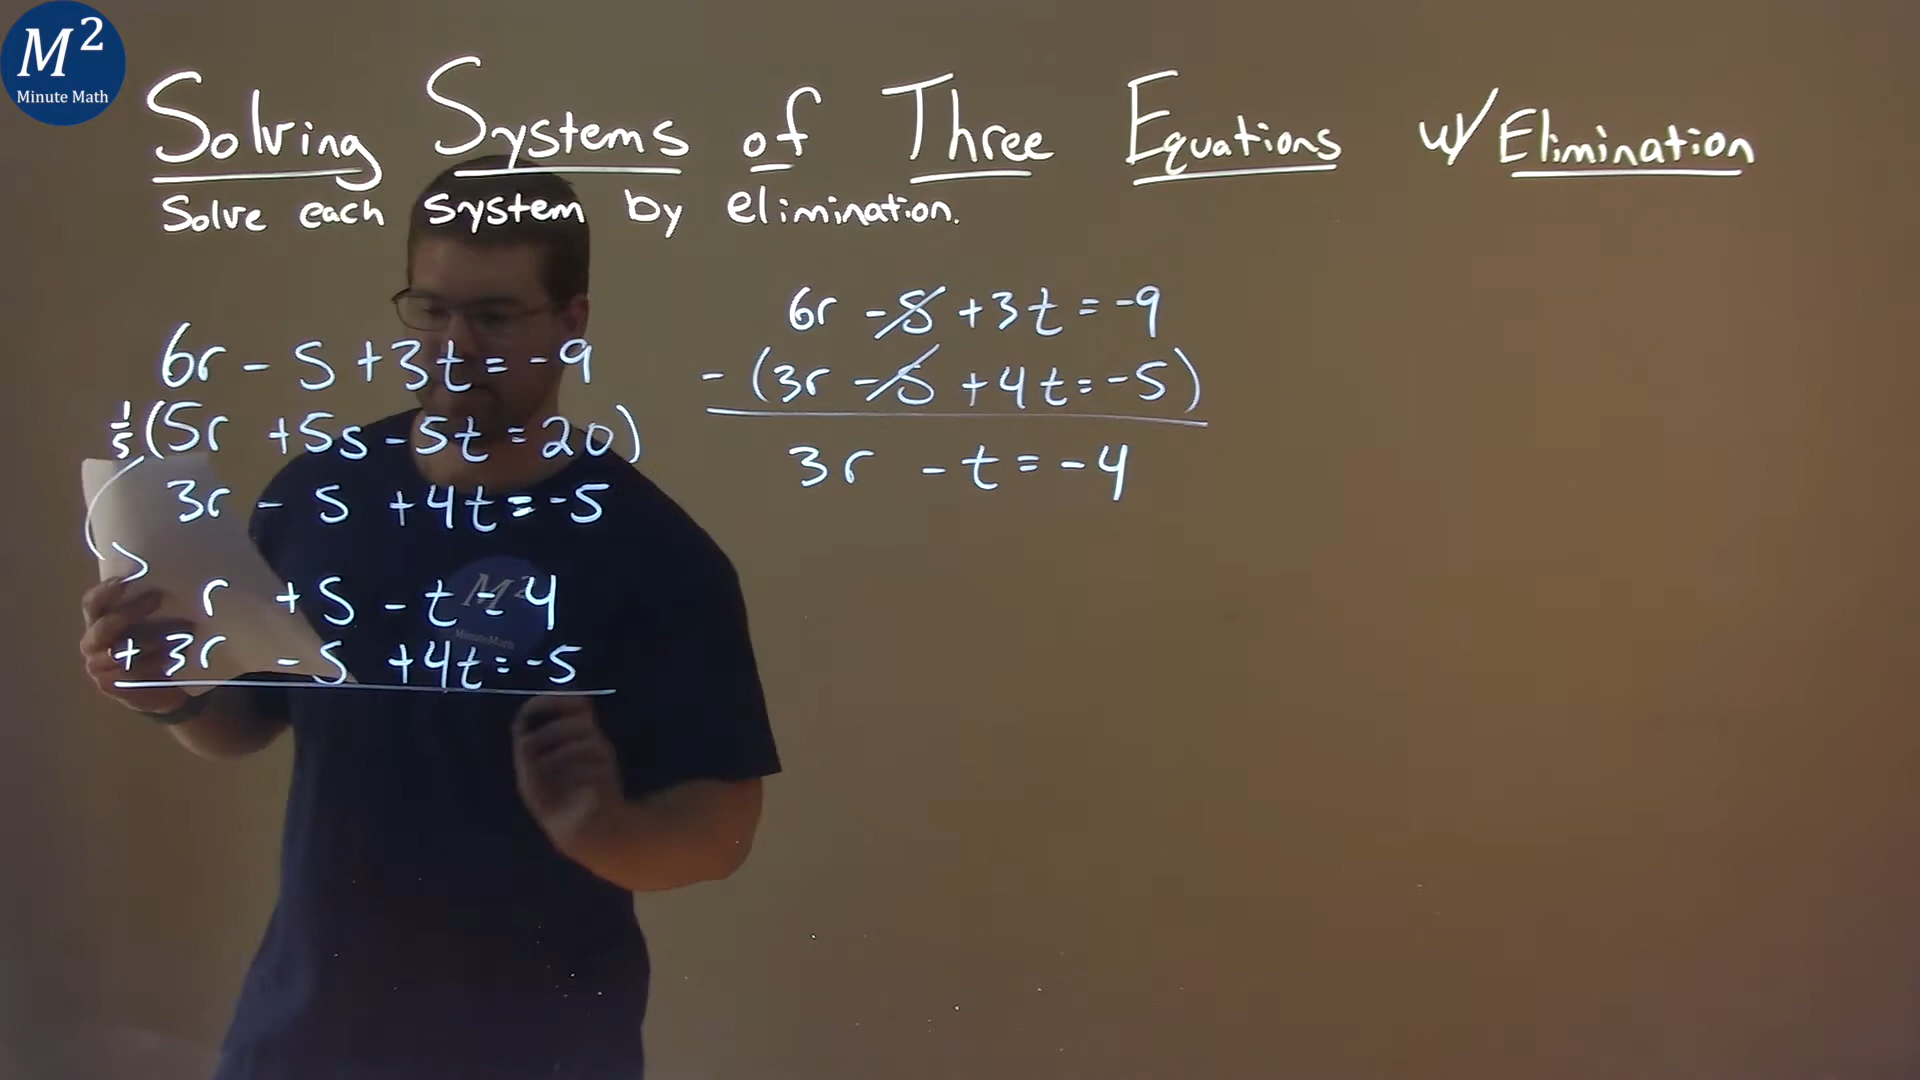 M²
Minute Math
Solving Systems of Three Equations w/ Elimination
Solve each system by elimination.
6r - s + 3t = -9
1/5 (5r + 5s - 5t = 20)
3r - s + 4t = -5
r + s - t = 4
+ 3r - s + 4t = -5
6r - s + 3t = -9
- (3r - s + 4t = -5)
3r - t = -4
M²
MinuteMath